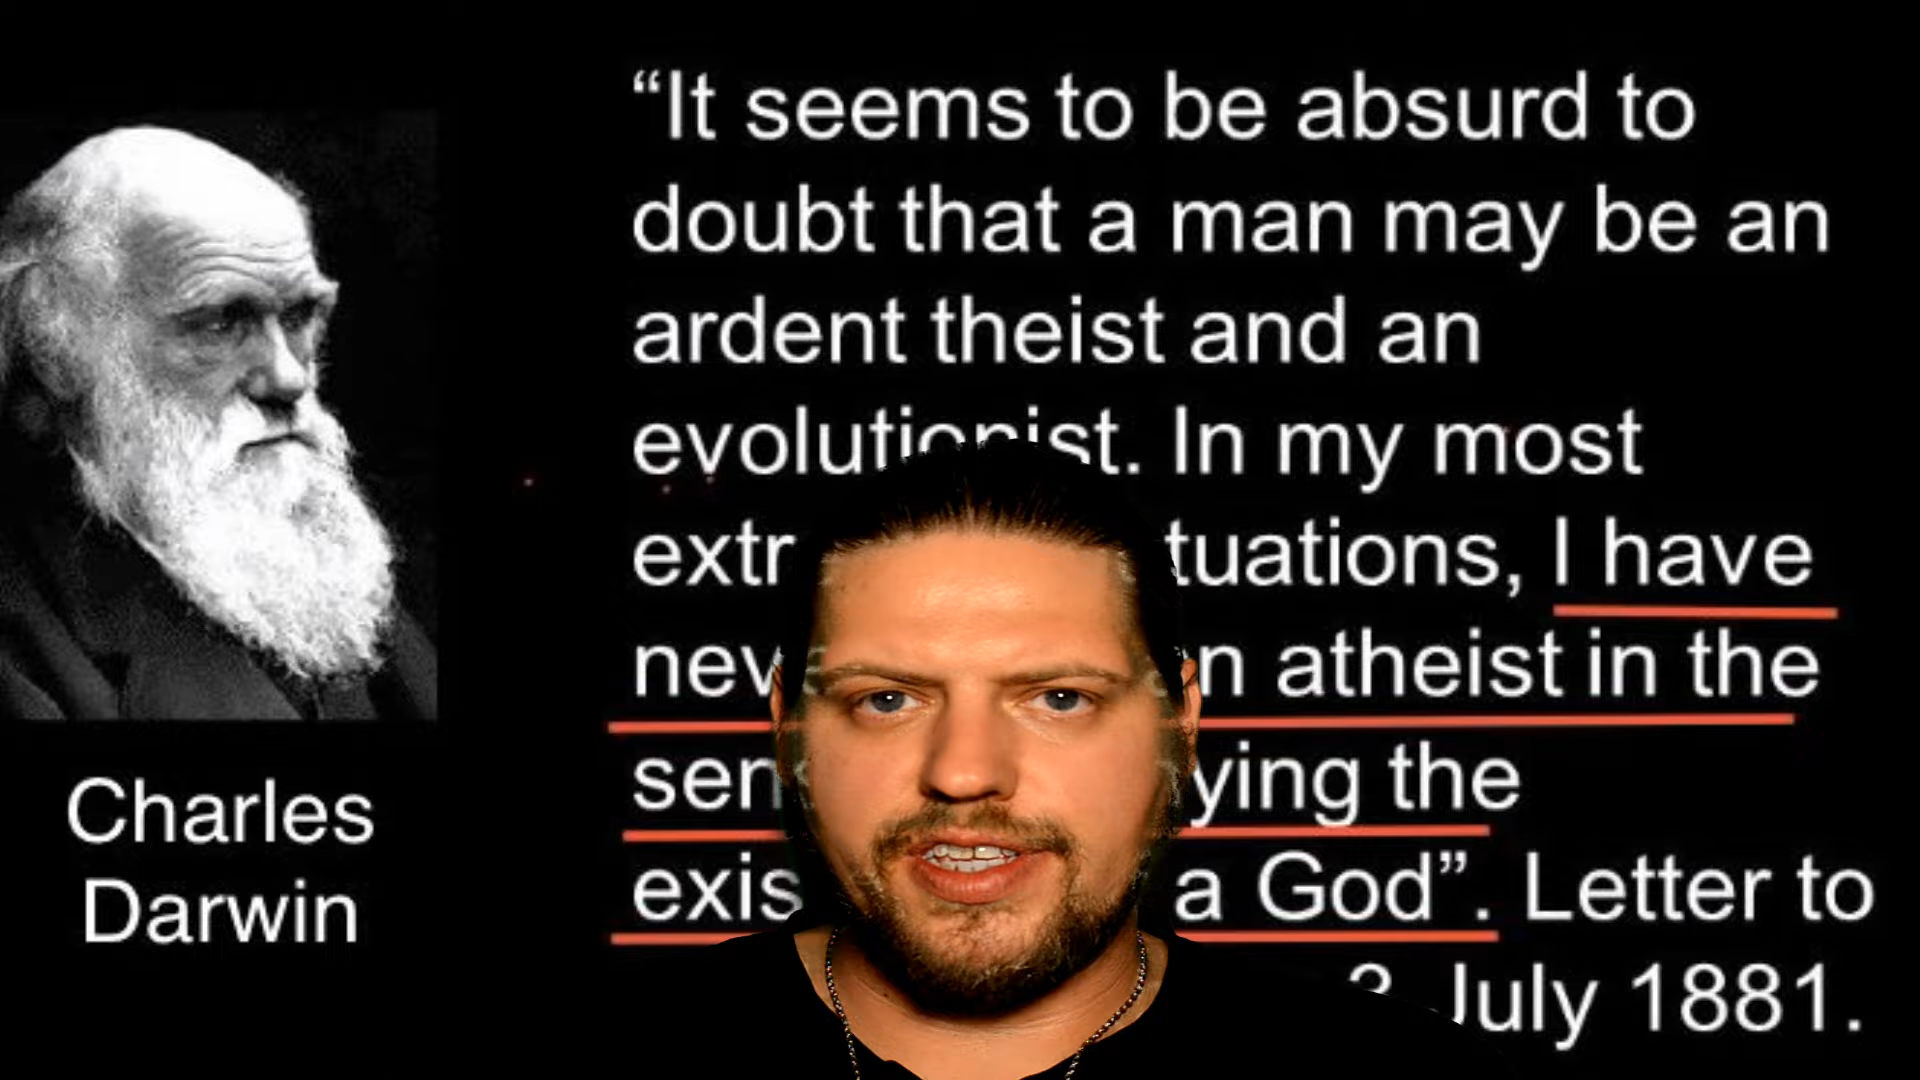 “It seems to be absurd to
doubt that a man may be an
ardent theist and an
evolutionist. In my most
extr tuations, I have
nev n atheist in the
sen ying the
exis a God”. Letter to
July 1881.
Charles
Darwin